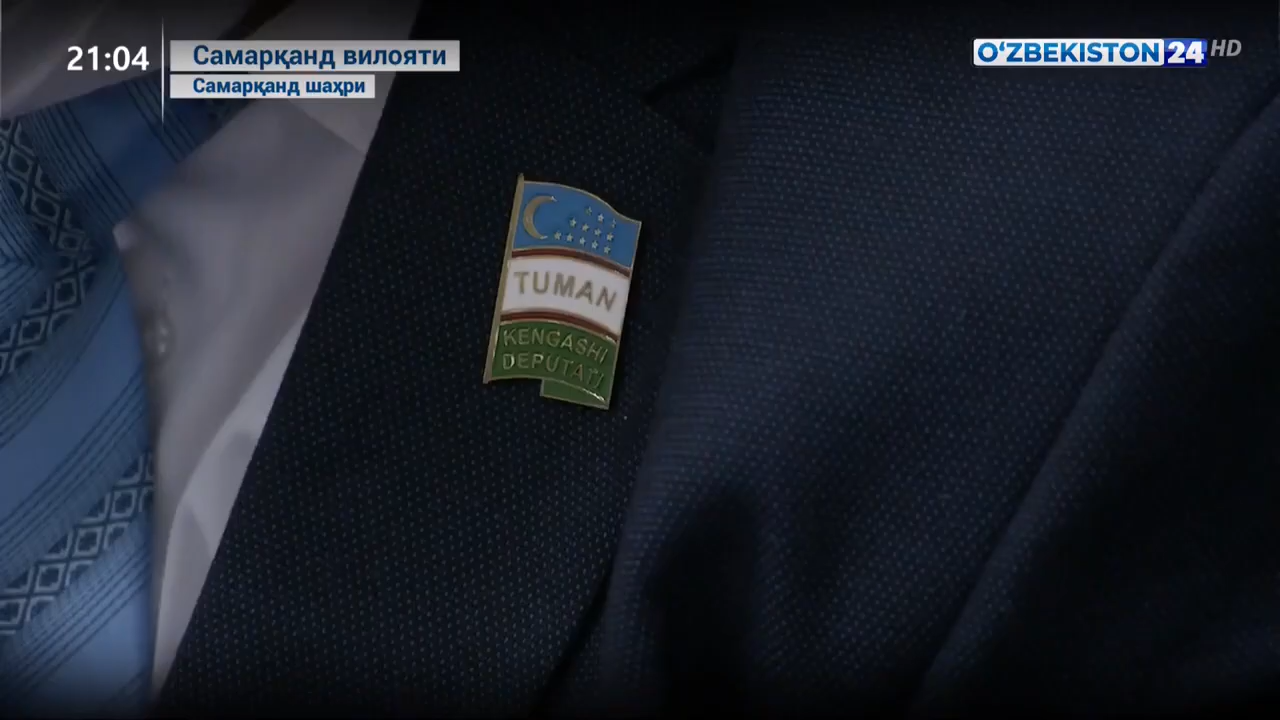 21:04
Самарқанд вилояти
Самарқанд шаҳри
O‘ZBEKISTON 24 HD
TUMAN
KENGASHI
DEPUTATI